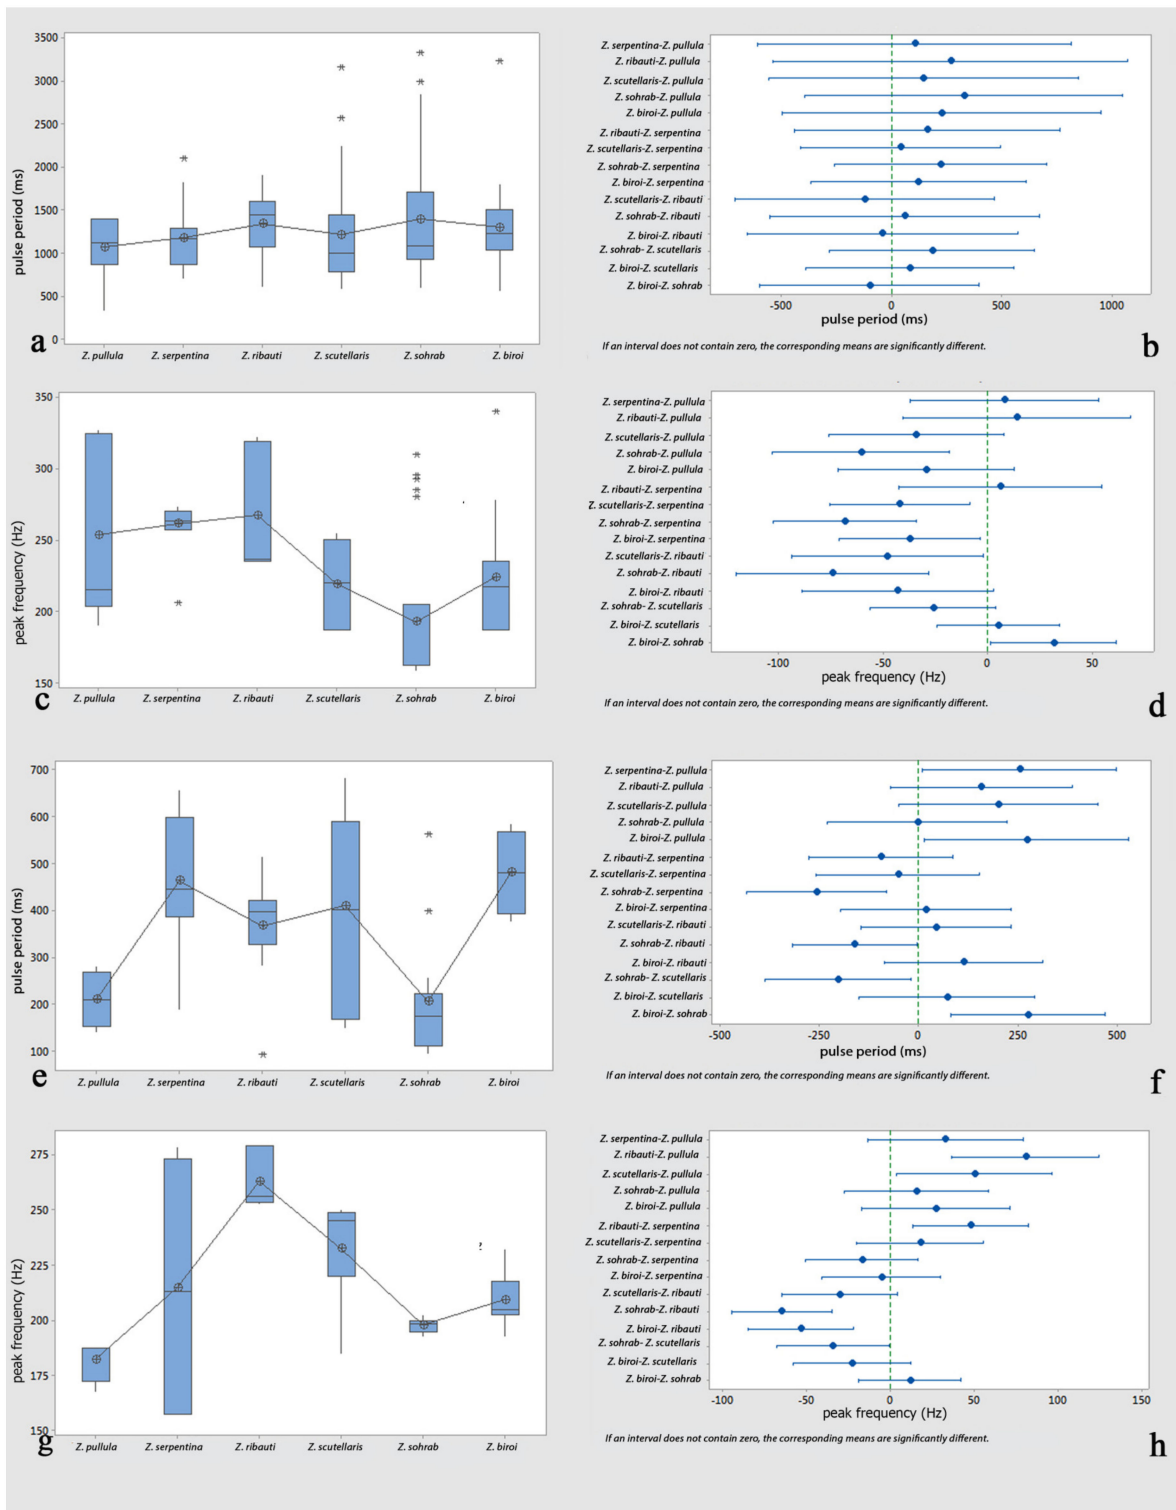 3500
3000
2500
2000
1500
1000
500
0
pulse period (ms)
Z. pullula Z. serpentina Z. ribauti Z. scutellaris Z. sohrab Z. biroi
a
Z. serpentina-Z. pullula
Z. ribauti-Z. pullula
Z. scutellaris-Z. pullula
Z. sohrab-Z. pullula
Z. biroi-Z. pullula
Z. ribauti-Z. serpentina
Z. scutellaris-Z. serpentina
Z. sohrab-Z. serpentina
Z. biroi-Z. serpentina
Z. scutellaris-Z. ribauti
Z. sohrab-Z. ribauti
Z. biroi-Z. ribauti
Z. sohrab- Z. scutellaris
Z. biroi-Z. scutellaris
Z. biroi-Z. sohrab
-500 0 500 1000
pulse period (ms)
If an interval does not contain zero, the corresponding means are significantly different.
b
350
300
250
200
150
peak frequency (Hz)
Z. pullula Z. serpentina Z. ribauti Z. scutellaris Z. sohrab Z. biroi
c
Z. serpentina-Z. pullula
Z. ribauti-Z. pullula
Z. scutellaris-Z. pullula
Z. sohrab-Z. pullula
Z. biroi-Z. pullula
Z. ribauti-Z. serpentina
Z. scutellaris-Z. serpentina
Z. sohrab-Z. serpentina
Z. biroi-Z. serpentina
Z. scutellaris-Z. ribauti
Z. sohrab-Z. ribauti
Z. biroi-Z. ribauti
Z. sohrab- Z. scutellaris
Z. biroi-Z. scutellaris
Z. biroi-Z. sohrab
-100 -50 0 50
peak frequency (Hz)
If an interval does not contain zero, the corresponding means are significantly different.
d
700
600
500
400
300
200
100
pulse period (ms)
Z. pullula Z. serpentina Z. ribauti Z. scutellaris Z. sohrab Z. biroi
e
Z. serpentina-Z. pullula
Z. ribauti-Z. pullula
Z. scutellaris-Z. pullula
Z. sohrab-Z. pullula
Z. biroi-Z. pullula
Z. ribauti-Z. serpentina
Z. scutellaris-Z. serpentina
Z. sohrab-Z. serpentina
Z. biroi-Z. serpentina
Z. scutellaris-Z. ribauti
Z. sohrab-Z. ribauti
Z. biroi-Z. ribauti
Z. sohrab- Z. scutellaris
Z. biroi-Z. scutellaris
Z. biroi-Z. sohrab
-500 -250 0 250 500
pulse period (ms)
If an interval does not contain zero, the corresponding means are significantly different.
f
275
250
225
200
175
150
peak frequency (Hz)
Z. pullula Z. serpentina Z. ribauti Z. scutellaris Z. sohrab Z. biroi
g
Z. serpentina-Z. pullula
Z. ribauti-Z. pullula
Z. scutellaris-Z. pullula
Z. sohrab-Z. pullula
Z. biroi-Z. pullula
Z. ribauti-Z. serpentina
Z. scutellaris-Z. serpentina
Z. sohrab-Z. serpentina
Z. biroi-Z. serpentina
Z. scutellaris-Z. ribauti
Z. sohrab-Z. ribauti
Z. biroi-Z. ribauti
Z. sohrab- Z. scutellaris
Z. biroi-Z. scutellaris
Z. biroi-Z. sohrab
-100 -50 0 50 100 150
peak frequency (Hz)
If an interval does not contain zero, the corresponding means are significantly different.
h